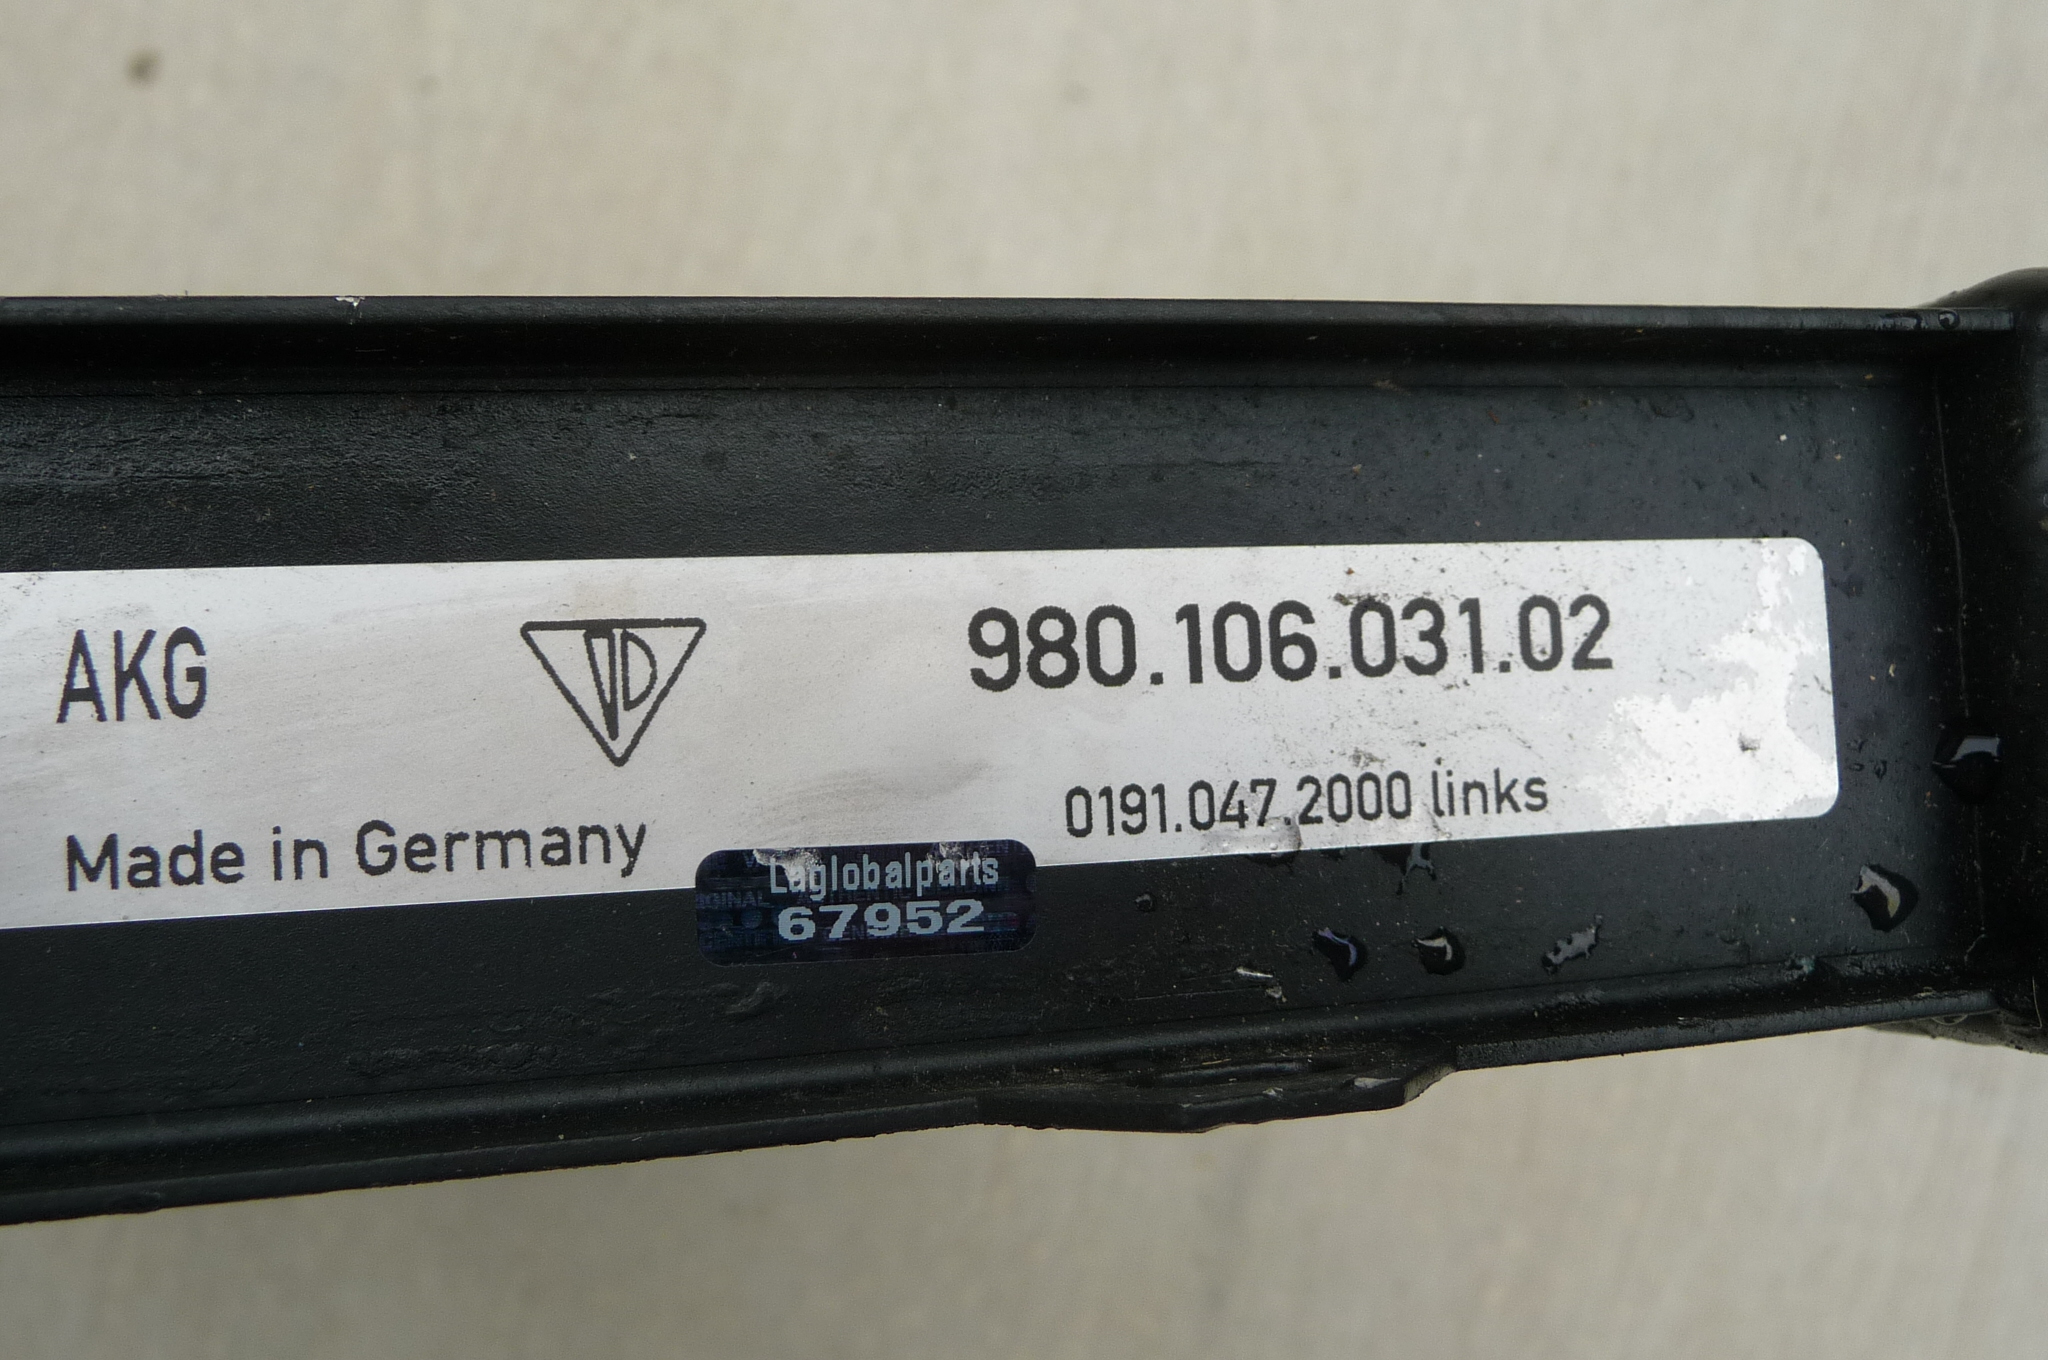 AKG
980.106.031.02
0191.047.2000 links
Made in Germany
Laglobalparts
67952